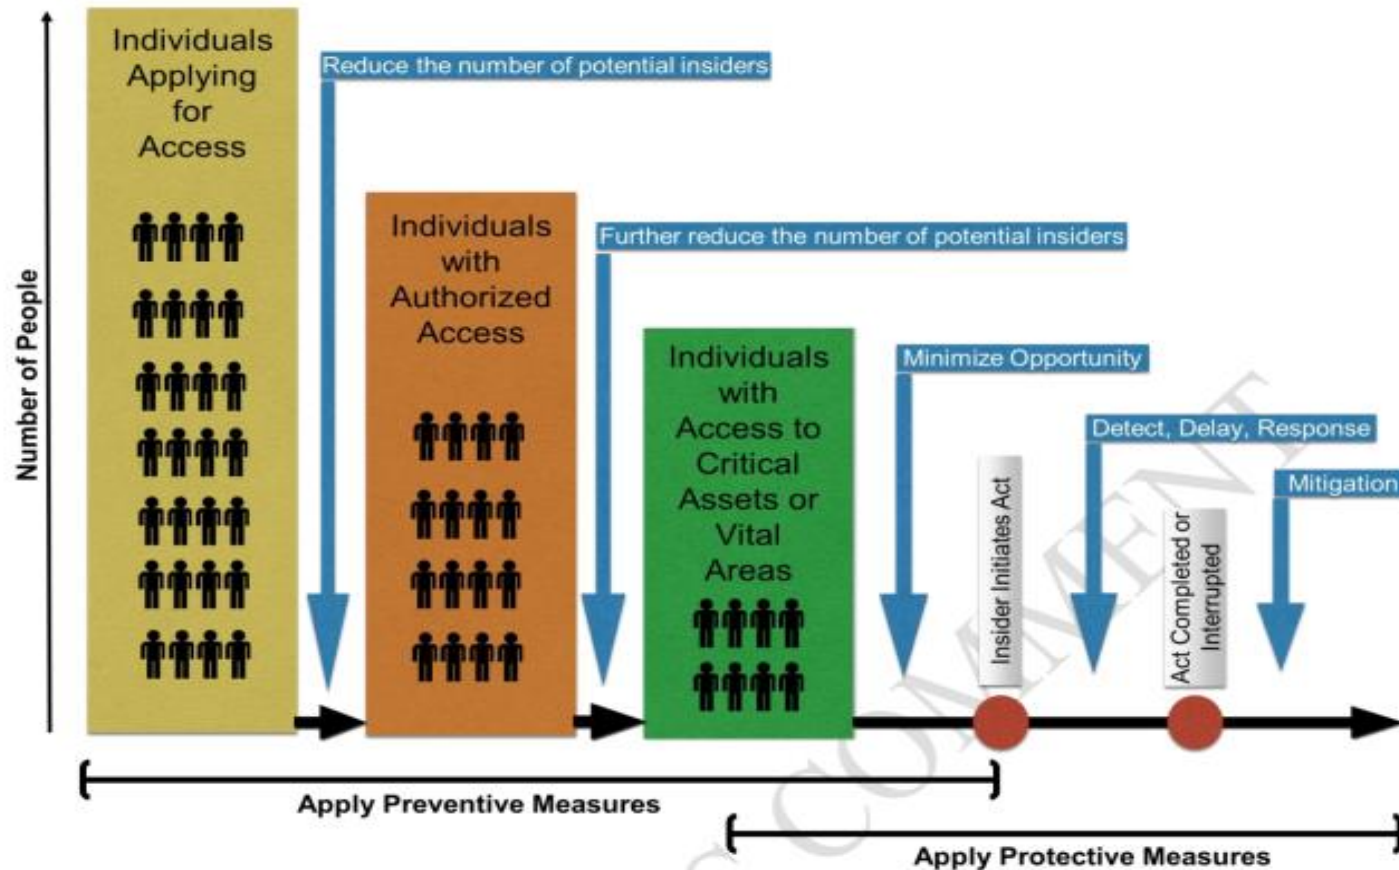 Individuals
Applying
for
Access
Reduce the number of potential insiders
Individuals
with
Authorized
Access
Further reduce the number of potential insiders
Individuals
with
Access to
Critical
Assets or
Vital
Areas
Minimize Opportunity
Detect, Delay, Response
Mitigation
Insider Initiates Act
Act Completed or
Interrupted
Number of People
Apply Preventive Measures
Apply Protective Measures
COMMENT